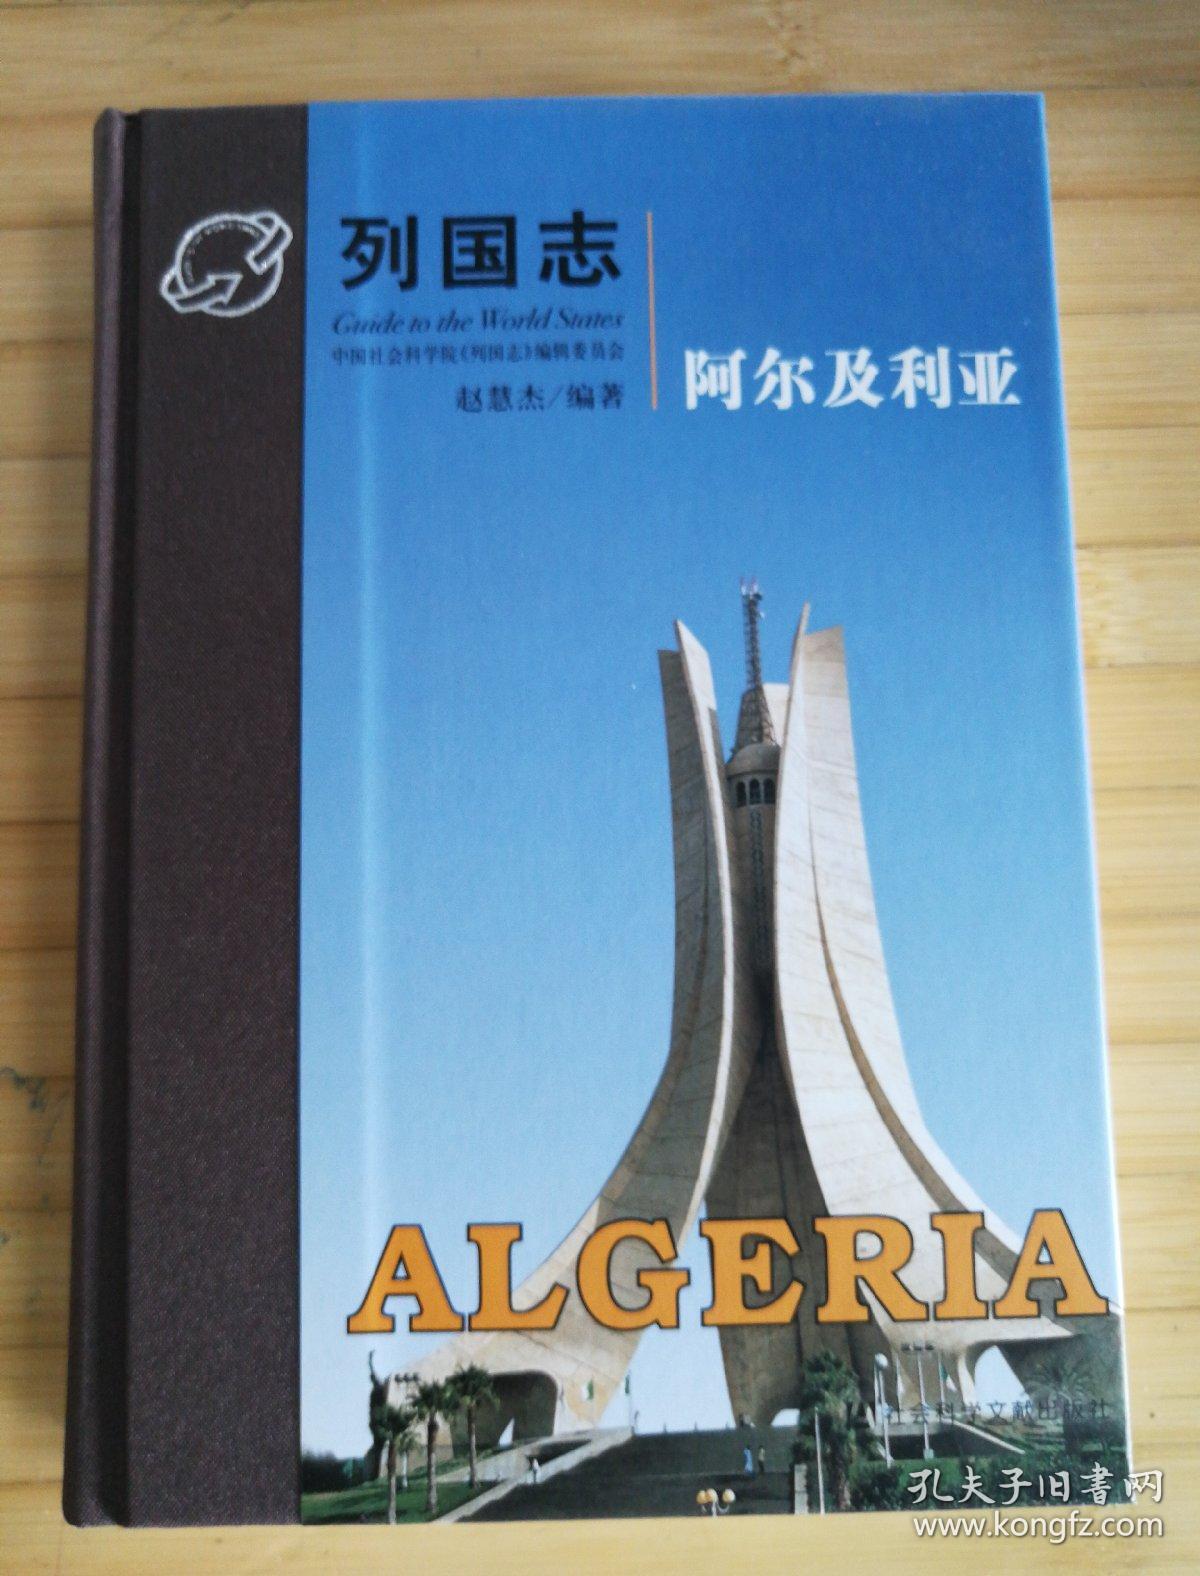 列国志
Guide to the World States
中国社会科学院《列国志》编辑委员会
赵慧杰/编著
阿尔及利亚
ALGERIA
社会科学文献出版社
孔夫子旧书网
www.kongfz.com